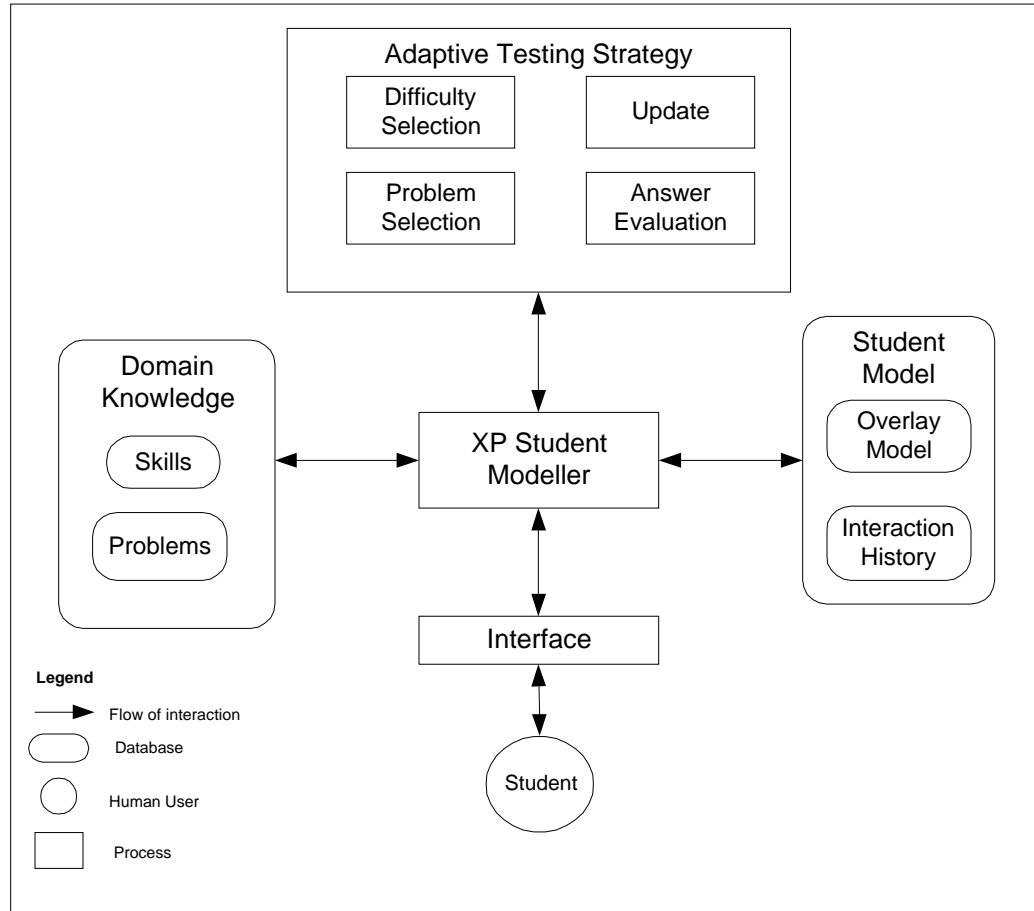 Adaptive Testing Strategy
Difficulty
Selection
Update
Problem
Selection
Answer
Evaluation
Domain
Knowledge
Skills
Problems
XP Student
Modeller
Student
Model
Overlay
Model
Interaction
History
Interface
Student
Legend
Flow of interaction
Database
Human User
Process